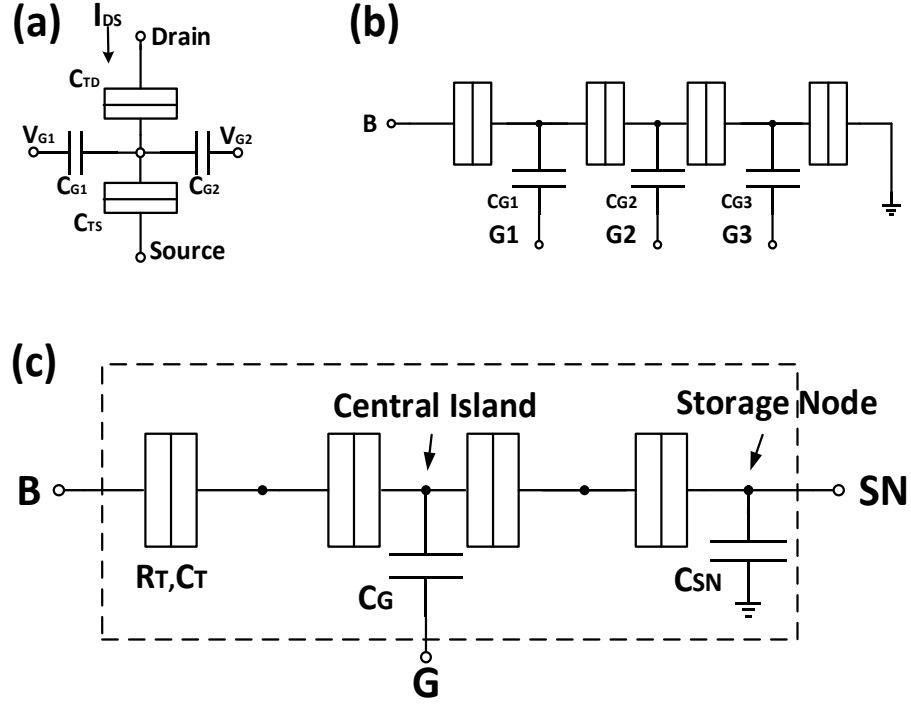 (a)
IDS
Drain
CTD
VG1
VG2
CG1
CG2
CTS
Source
(b)
B
CG1
CG2
CG3
G1
G2
G3
(c)
Central Island
Storage Node
B
SN
RT,CT
CG
CSN
G